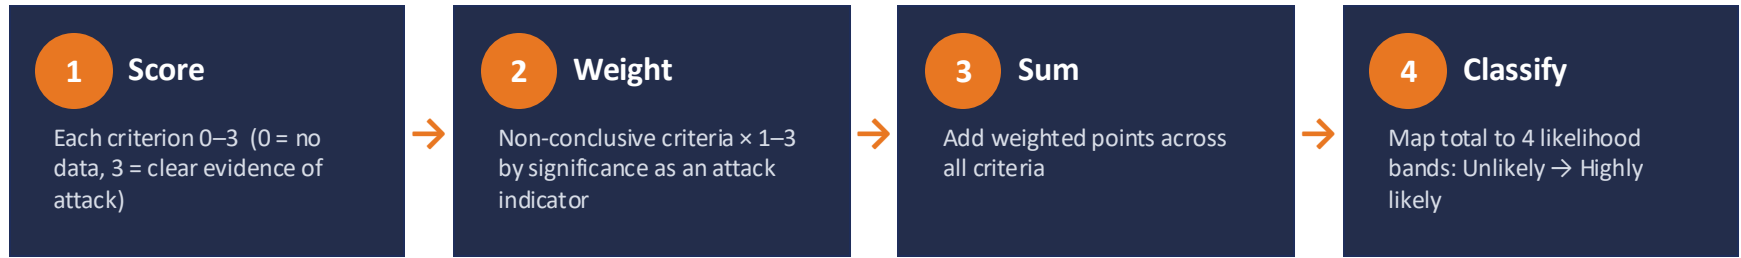 1 Score
Each criterion 0–3 (0 = no
data, 3 = clear evidence of
attack)
→
2 Weight
Non-conclusive criteria × 1–3
by significance as an attack
indicator
→
3 Sum
Add weighted points across
all criteria
→
4 Classify
Map total to 4 likelihood
bands: Unlikely → Highly
likely